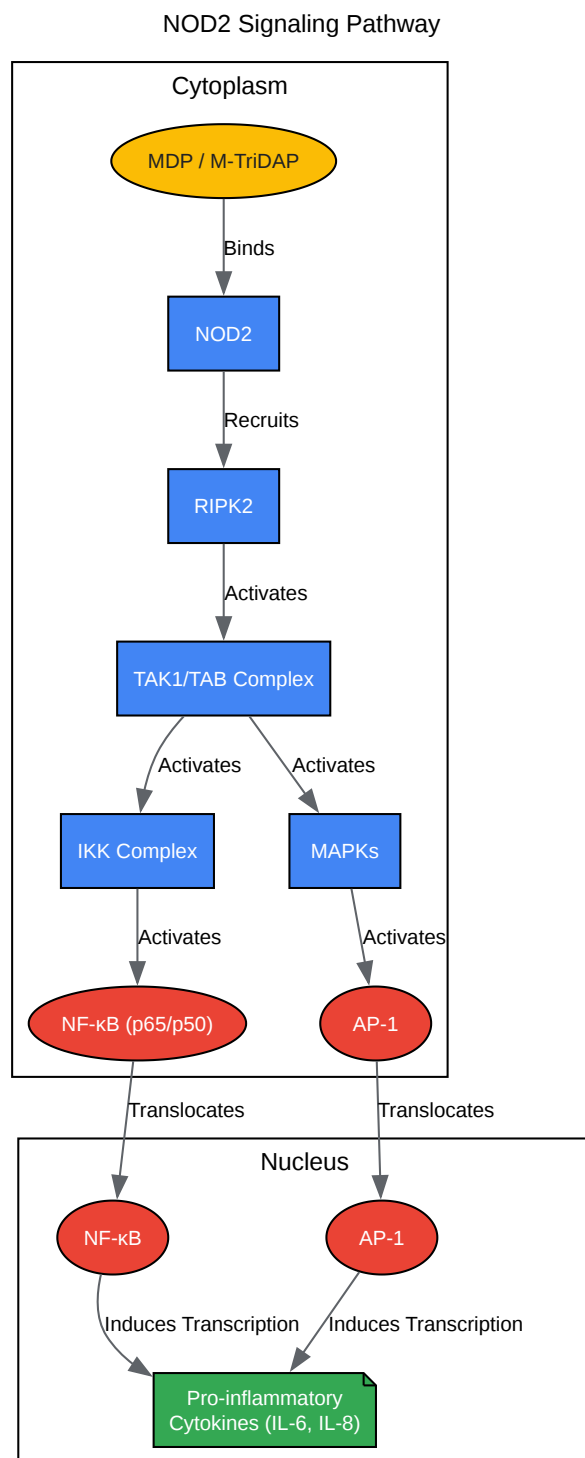 NOD2 Signaling Pathway
Cytoplasm
MDP / M-TriDAP
Binds
NOD2
Recruits
RIPK2
Activates
TAK1/TAB Complex
Activates
Activates
IKK Complex
MAPKs
Activates
Activates
NF-κB (p65/p50)
AP-1
Translocates
Translocates
Nucleus
NF-κB
AP-1
Induces Transcription
Induces Transcription
Pro-inflammatory
Cytokines (IL-6, IL-8)